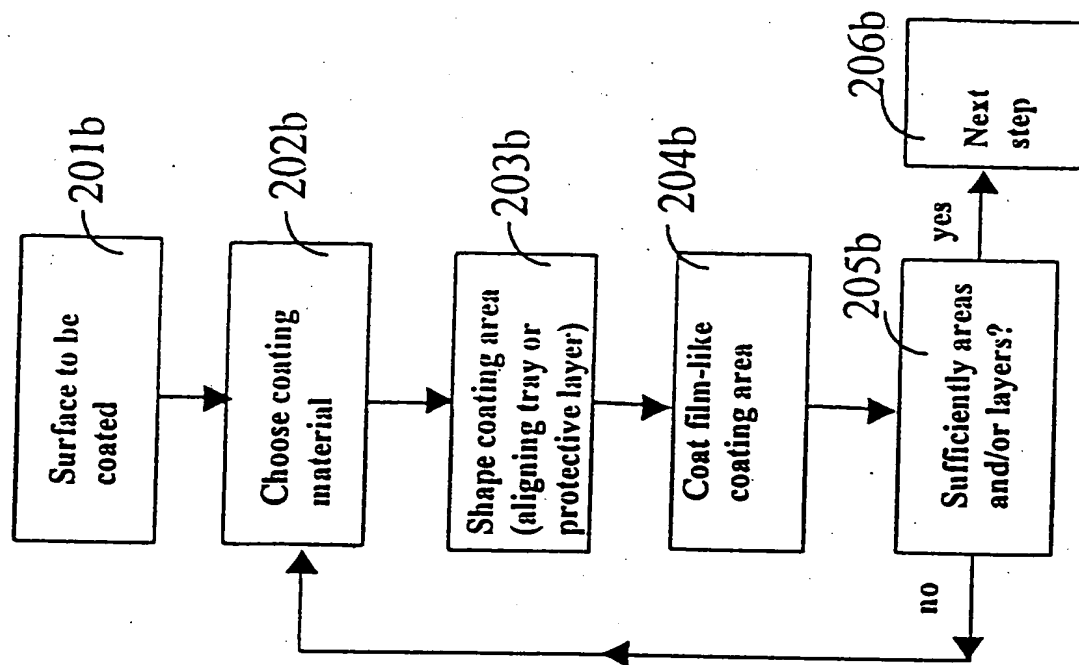 201b
Surface to be
coated
202b
Choose coating
material
203b
Shape coating area
(aligning tray or
protective layer)
204b
Coat film-like
coating area
205b
Sufficiently areas
and/or layers?
no
yes
206b
Next
step